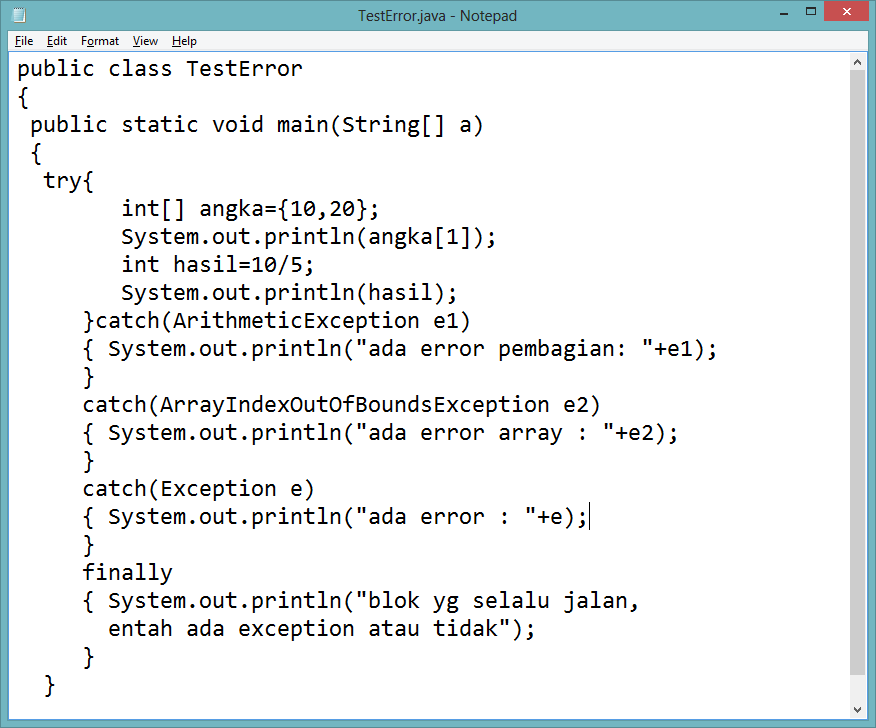 TestError.java - Notepad
File Edit Format View Help
public class TestError
{
 public static void main(String[] a)
 {
  try{
        int[] angka={10,20};
        System.out.println(angka[1]);
        int hasil=10/5;
        System.out.println(hasil);
     }catch(ArithmeticException e1)
     { System.out.println("ada error pembagian: "+e1);
     }
     catch(ArrayIndexOutOfBoundsException e2)
     { System.out.println("ada error array : "+e2);
     }
     catch(Exception e)
     { System.out.println("ada error : "+e);
     }
     finally
     { System.out.println("blok yg selalu jalan,
       entah ada exception atau tidak");
     }
  }